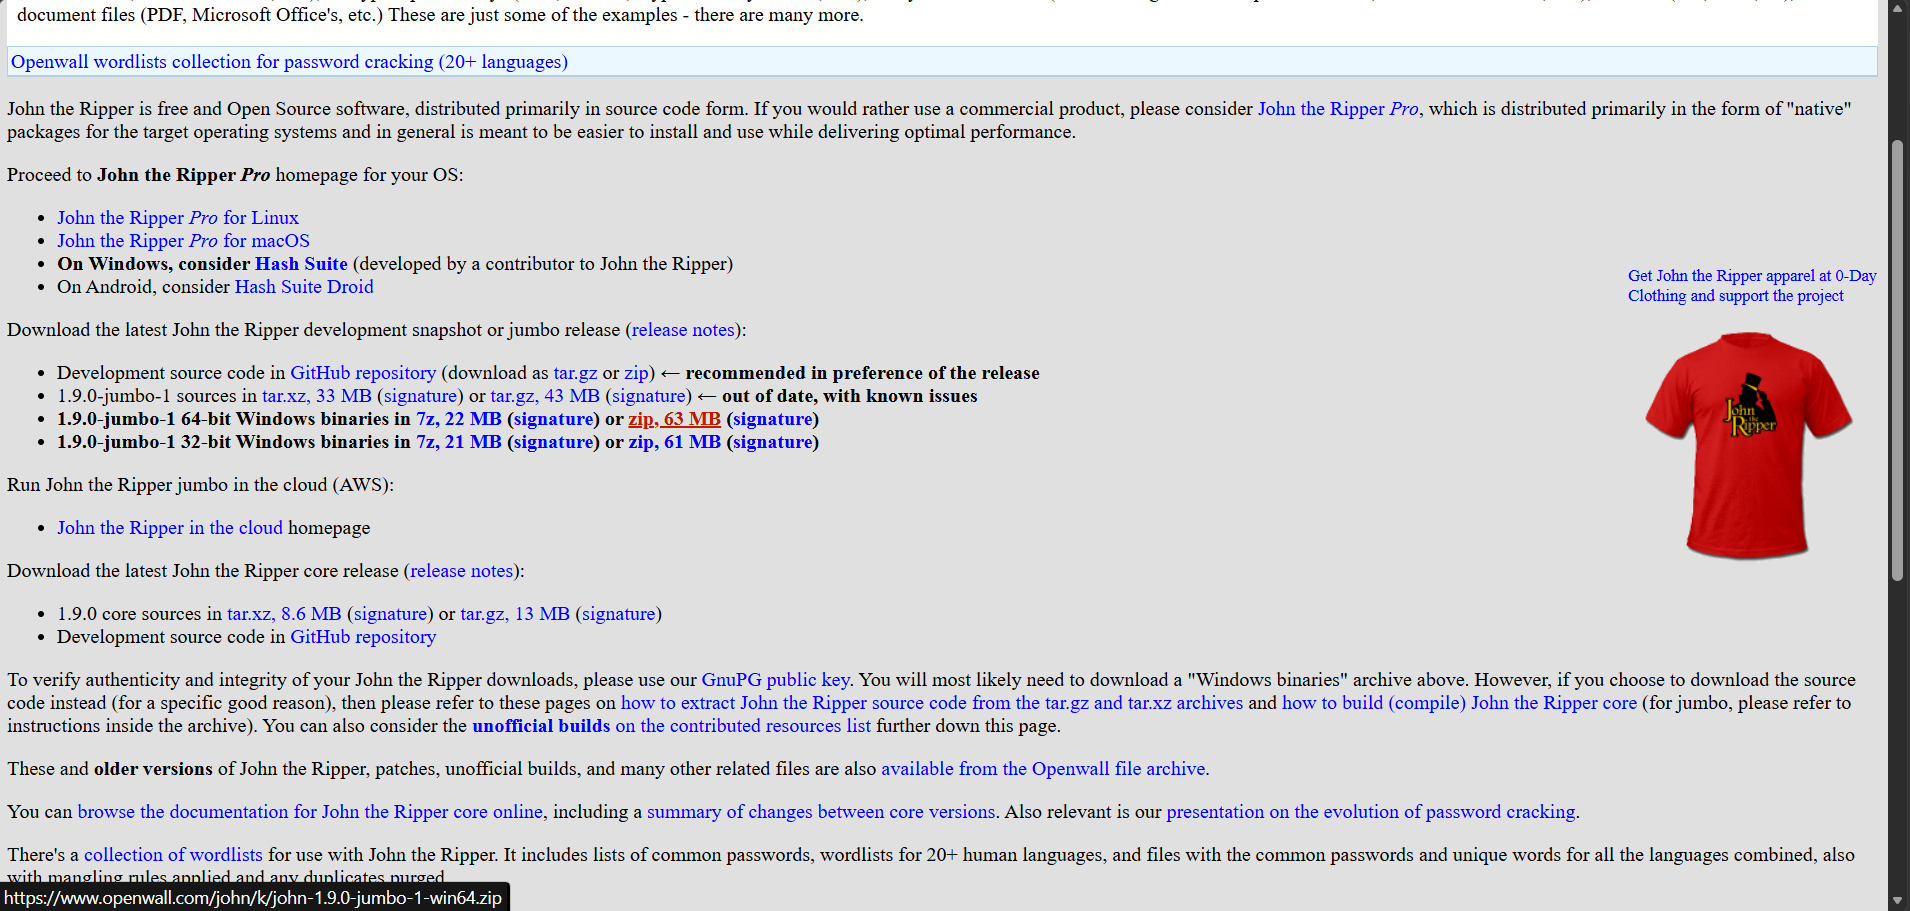 document files (PDF, Microsoft Office's, etc.) These are just some of the examples - there are many more.
Openwall wordlists collection for password cracking (20+ languages)
John the Ripper is free and Open Source software, distributed primarily in source code form. If you would rather use a commercial product, please consider John the Ripper Pro, which is distributed primarily in the form of "native"
packages for the target operating systems and in general is meant to be easier to install and use while delivering optimal performance.
Proceed to John the Ripper Pro homepage for your OS:
• John the Ripper Pro for Linux
• John the Ripper Pro for macOS
• On Windows, consider Hash Suite (developed by a contributor to John the Ripper)
• On Android, consider Hash Suite Droid
Get John the Ripper apparel at 0-Day
Clothing and support the project
Download the latest John the Ripper development snapshot or jumbo release (release notes):
• Development source code in GitHub repository (download as tar.gz or zip) ← recommended in preference of the release
• 1.9.0-jumbo-1 sources in tar.xz, 33 MB (signature) or tar.gz, 43 MB (signature) ← out of date, with known issues
• 1.9.0-jumbo-1 64-bit Windows binaries in 7z, 22 MB (signature) or zip, 63 MB (signature)
• 1.9.0-jumbo-1 32-bit Windows binaries in 7z, 21 MB (signature) or zip, 61 MB (signature)
John
the
Ripper
Run John the Ripper jumbo in the cloud (AWS):
• John the Ripper in the cloud homepage
Download the latest John the Ripper core release (release notes):
• 1.9.0 core sources in tar.xz, 8.6 MB (signature) or tar.gz, 13 MB (signature)
• Development source code in GitHub repository
To verify authenticity and integrity of your John the Ripper downloads, please use our GnuPG public key. You will most likely need to download a "Windows binaries" archive above. However, if you choose to download the source
code instead (for a specific good reason), then please refer to these pages on how to extract John the Ripper source code from the tar.gz and tar.xz archives and how to build (compile) John the Ripper core (for jumbo, please refer to
instructions inside the archive). You can also consider the unofficial builds on the contributed resources list further down this page.
These and older versions of John the Ripper, patches, unofficial builds, and many other related files are also available from the Openwall file archive.
You can browse the documentation for John the Ripper core online, including a summary of changes between core versions. Also relevant is our presentation on the evolution of password cracking.
There's a collection of wordlists for use with John the Ripper. It includes lists of common passwords, wordlists for 20+ human languages, and files with the common passwords and unique words for all the languages combined, also
with mangling rules applied and any duplicates purged
https://www.openwall.com/john/k/john-1.9.0-jumbo-1-win64.zip